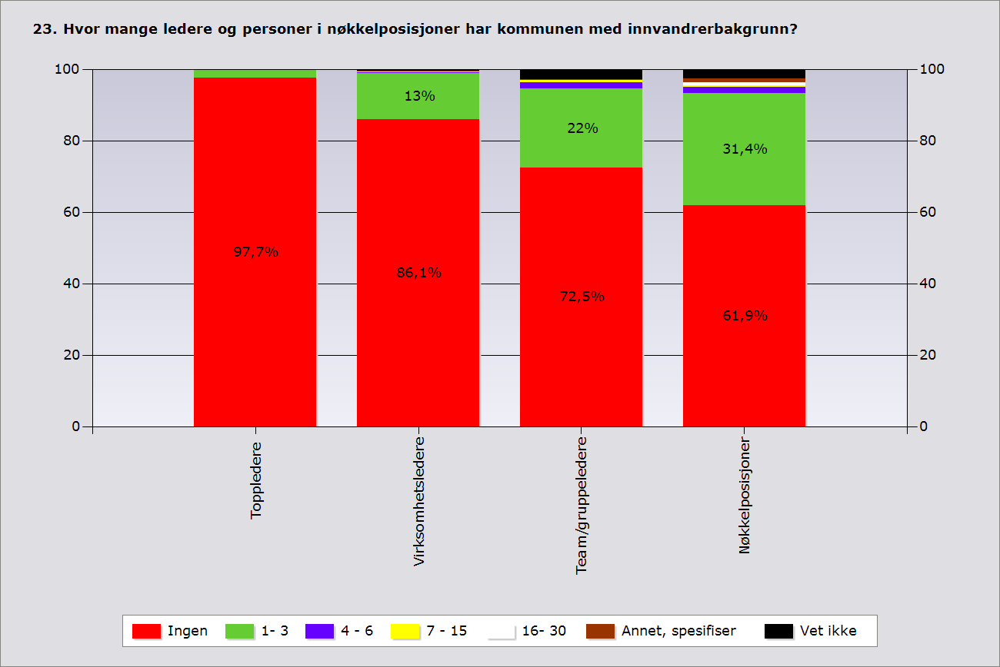 23. Hvor mange ledere og personer i nøkkelposisjoner har kommunen med innvandrerbakgrunn?
100 100
13%
22%
80 80
31,4%
60 60
97,7%
86,1%
40 40
72,5%
61,9%
20 20
0 0
Toppledere
Virksomhetsledere
Team/gruppeledere
Nøkkelposisjoner
Ingen 1- 3 4 - 6 7 - 15 16- 30 Annet, spesifiser Vet ikke